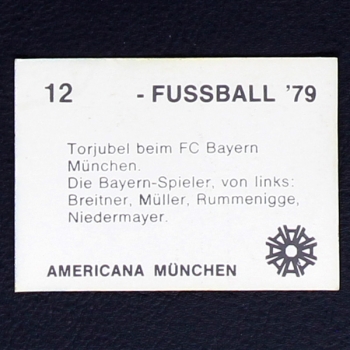 12 - FUSSBALL '79
Torjubel beim FC Bayern
München.
Die Bayern-Spieler, von links:
Breitner, Müller, Rummenigge,
Niedermayer.
AMERICANA MÜNCHEN